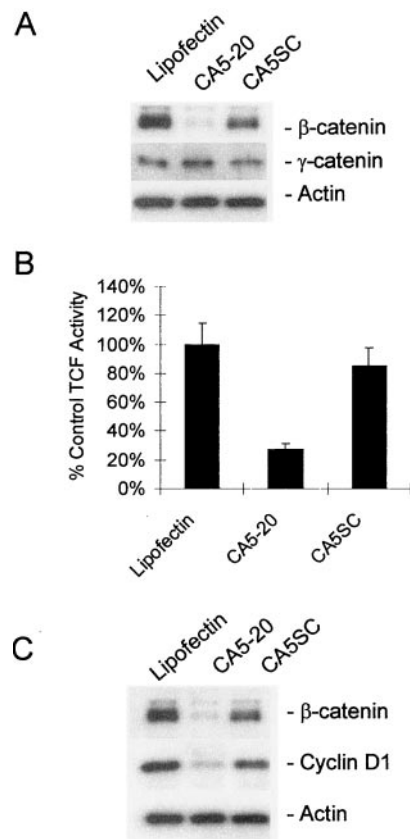 A
Lipofectin
CA5-20
CA5SC
- β-catenin
- γ-catenin
- Actin
B
% Control TCF Activity
140%
120%
100%
80%
60%
40%
20%
0%
Lipofectin
CA5-20
CA5SC
C
Lipofectin
CA5-20
CA5SC
- β-catenin
- Cyclin D1
- Actin